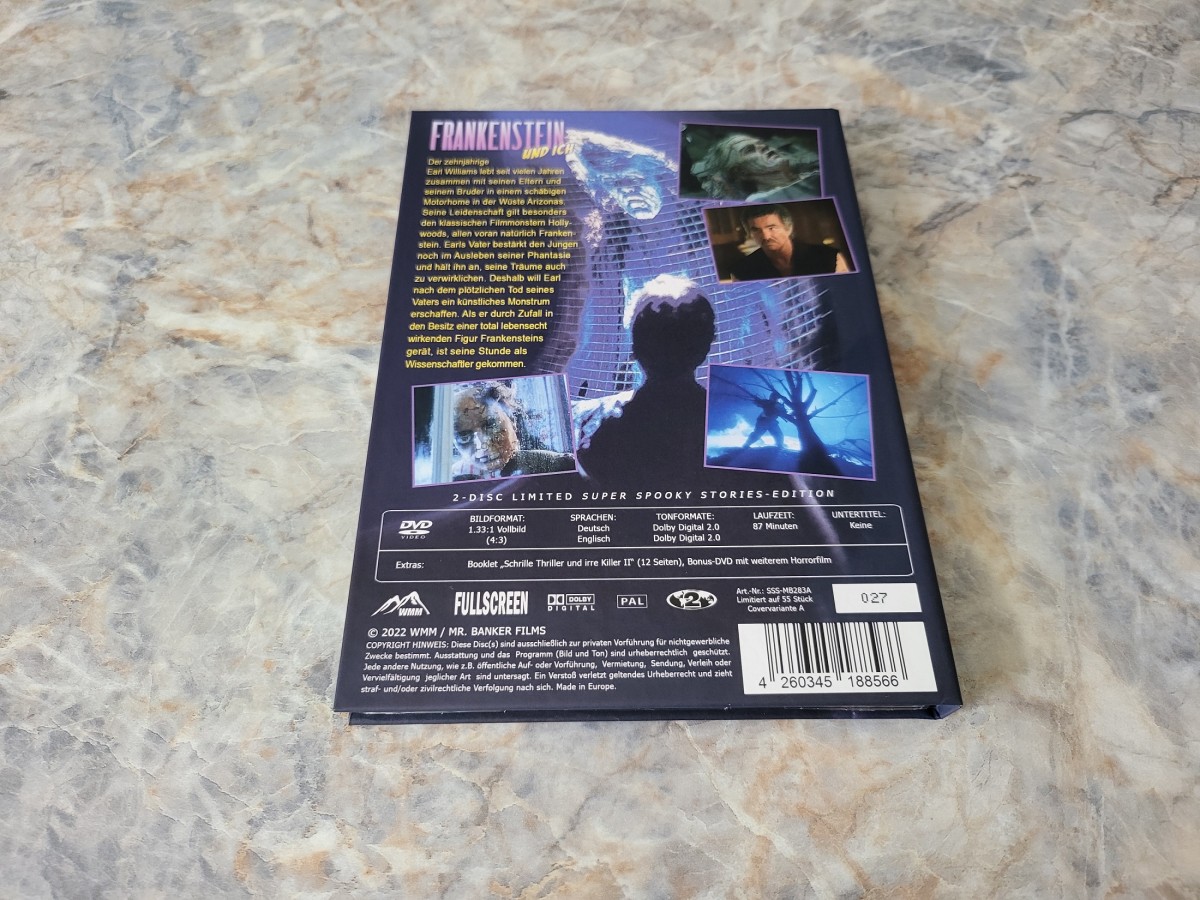 FRANKENSTEIN
UND ICH
Der zehnjährige
Earl Williams lebt seit vielen Jahren
zusammen mit seinen Eltern und
seinem Bruder in einem schäbigen
Motorhome in der Wüste Arizonas.
Seine Leidenschaft gilt besonders
den klassischen Filmmonstern Holly-
woods, allen voran natürlich Franken-
stein. Earls Vater bestärkt den Jungen
noch im Ausleben seiner Phantasie
und hält ihn an, seine Träume auch
zu verwirklichen. Deshalb will Earl
nach dem plötzlichen Tod seines
Vaters ein künstliches Monstrum
erschaffen. Als er durch Zufall in
den Besitz einer total lebensecht
wirkenden Figur Frankensteins
gerät, ist seine Stunde als
Wissenschaftler gekommen.
2-DISC LIMITED SUPER SPOOKY STORIES-EDITION
DVD
VIDEO
BILDFORMAT:
1.33:1 Vollbild
(4:3)
SPRACHEN:
Deutsch
Englisch
TONFORMATE:
Dolby Digital 2.0
Dolby Digital 2.0
LAUFZEIT:
87 Minuten
UNTERTITEL:
Keine
Extras: Booklet „Schrille Thriller und irre Killer II“ (12 Seiten), Bonus-DVD mit weiterem Horrorfilm
WMM
FULLSCREEN
DOLBY
DIGITAL
PAL
2
Art.-Nr.: SSS-MB283A
Limitiert auf 55 Stück
Covervariante A
027
© 2022 WMM / MR. BANKER FILMS
COPYRIGHT HINWEIS: Diese Disc(s) sind ausschließlich zur privaten Vorführung für nichtgewerbliche
Zwecke bestimmt. Ausstattung und das Programm (Bild und Ton) sind urheberrechtlich geschützt.
Jede andere Nutzung, wie z.B. öffentliche Auf- oder Vorführung, Vermietung, Sendung, Verleih oder
Vervielfältigung jeglicher Art sind untersagt. Ein Verstoß verletzt geltendes Urheberrecht und zieht
straf- und/oder zivilrechtliche Verfolgung nach sich. Made in Europe.
4 260345 188566